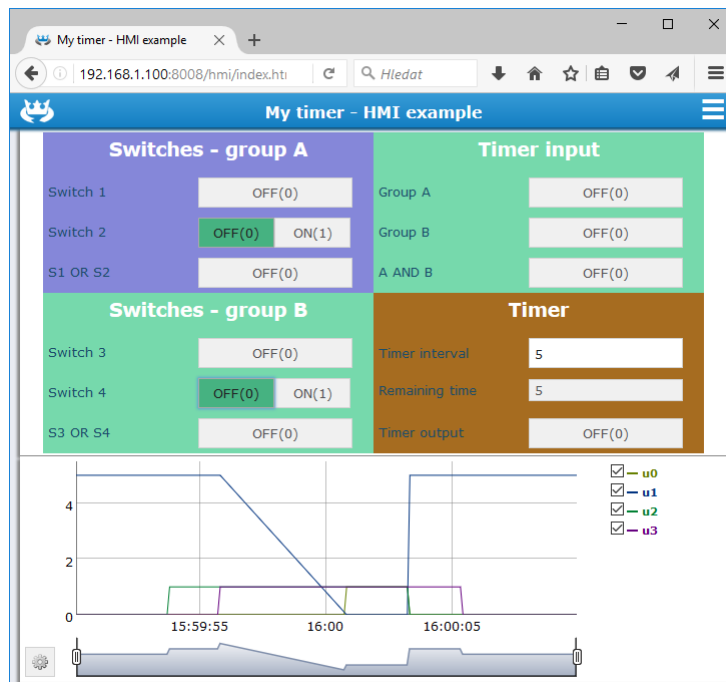 My timer - HMI example
192.168.1.100:8008/hmi/index.ht
Hledat
My timer - HMI example
Switches - group A
Switch 1 OFF(0)
Switch 2 OFF(0) ON(1)
S1 OR S2 OFF(0)
Timer input
Group A OFF(0)
Group B OFF(0)
A AND B OFF(0)
Switches - group B
Switch 3 OFF(0)
Switch 4 OFF(0) ON(1)
S3 OR S4 OFF(0)
Timer
Timer interval 5
Remaining time 5
Timer output OFF(0)
4
2
0
15:59:55 16:00 16:00:05
u0
u1
u2
u3